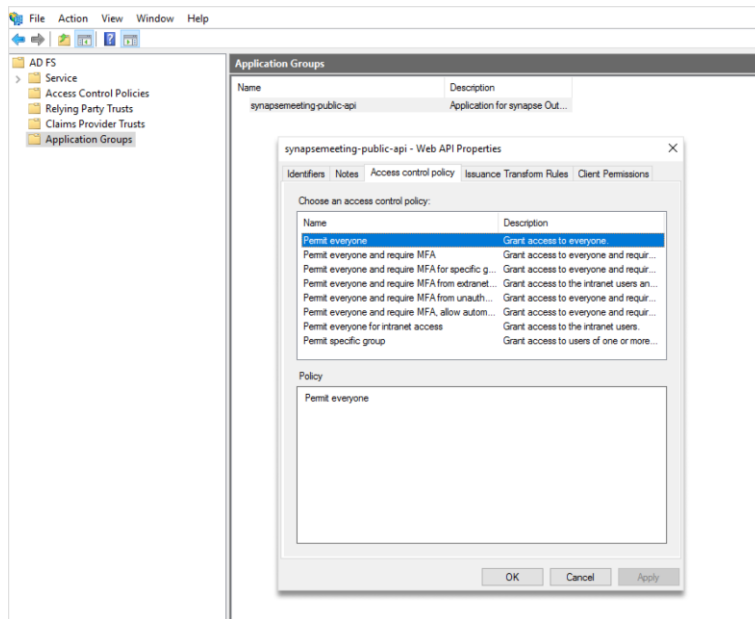 File Action View Window Help
AD FS
Service
Access Control Policies
Relying Party Trusts
Claims Provider Trusts
Application Groups
Application Groups
Name Description
synapsemeeting-public-api Application for synapse Out...
synapsemeeting-public-api - Web API Properties
Identifiers Notes Access control policy Issuance Transform Rules Client Permissions
Choose an access control policy:
Name Description
Permit everyone Grant access to everyone.
Permit everyone and require MFA Grant access to everyone and requir...
Permit everyone and require MFA for specific g... Grant access to everyone and requir...
Permit everyone and require MFA from extranet... Grant access to the intranet users an...
Permit everyone and require MFA from unauth... Grant access to everyone and requir...
Permit everyone and require MFA, allow autom... Grant access to everyone and requir...
Permit everyone for intranet access Grant access to the intranet users.
Permit specific group Grant access to users of one or more...
Policy
Permit everyone
OK Cancel Apply